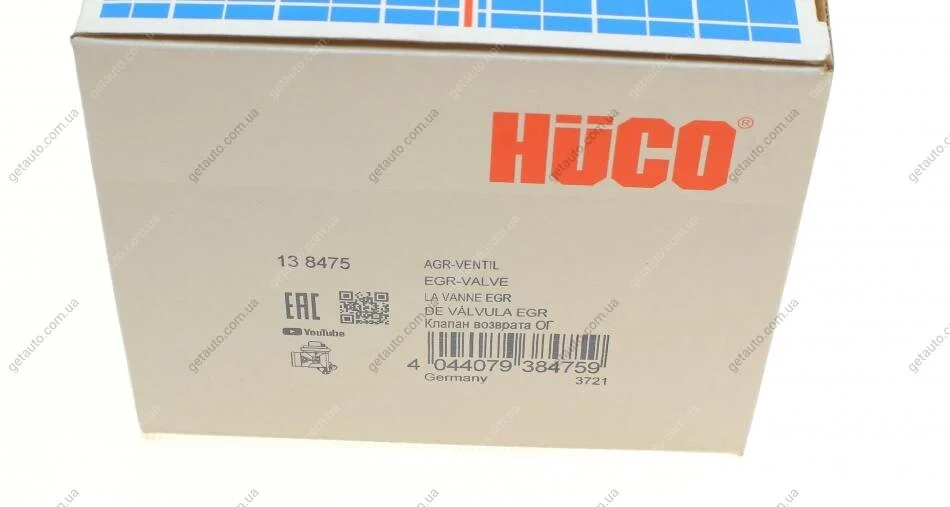 HÜCO®
13 8475
AGR-VENTIL
EGR-VALVE
LA VANNE EGR
DE VÁLVULA EGR
Клапан возврата ОГ
EAC
YouTube
4 044079 384759
Germany
3721
getauto.com.ua